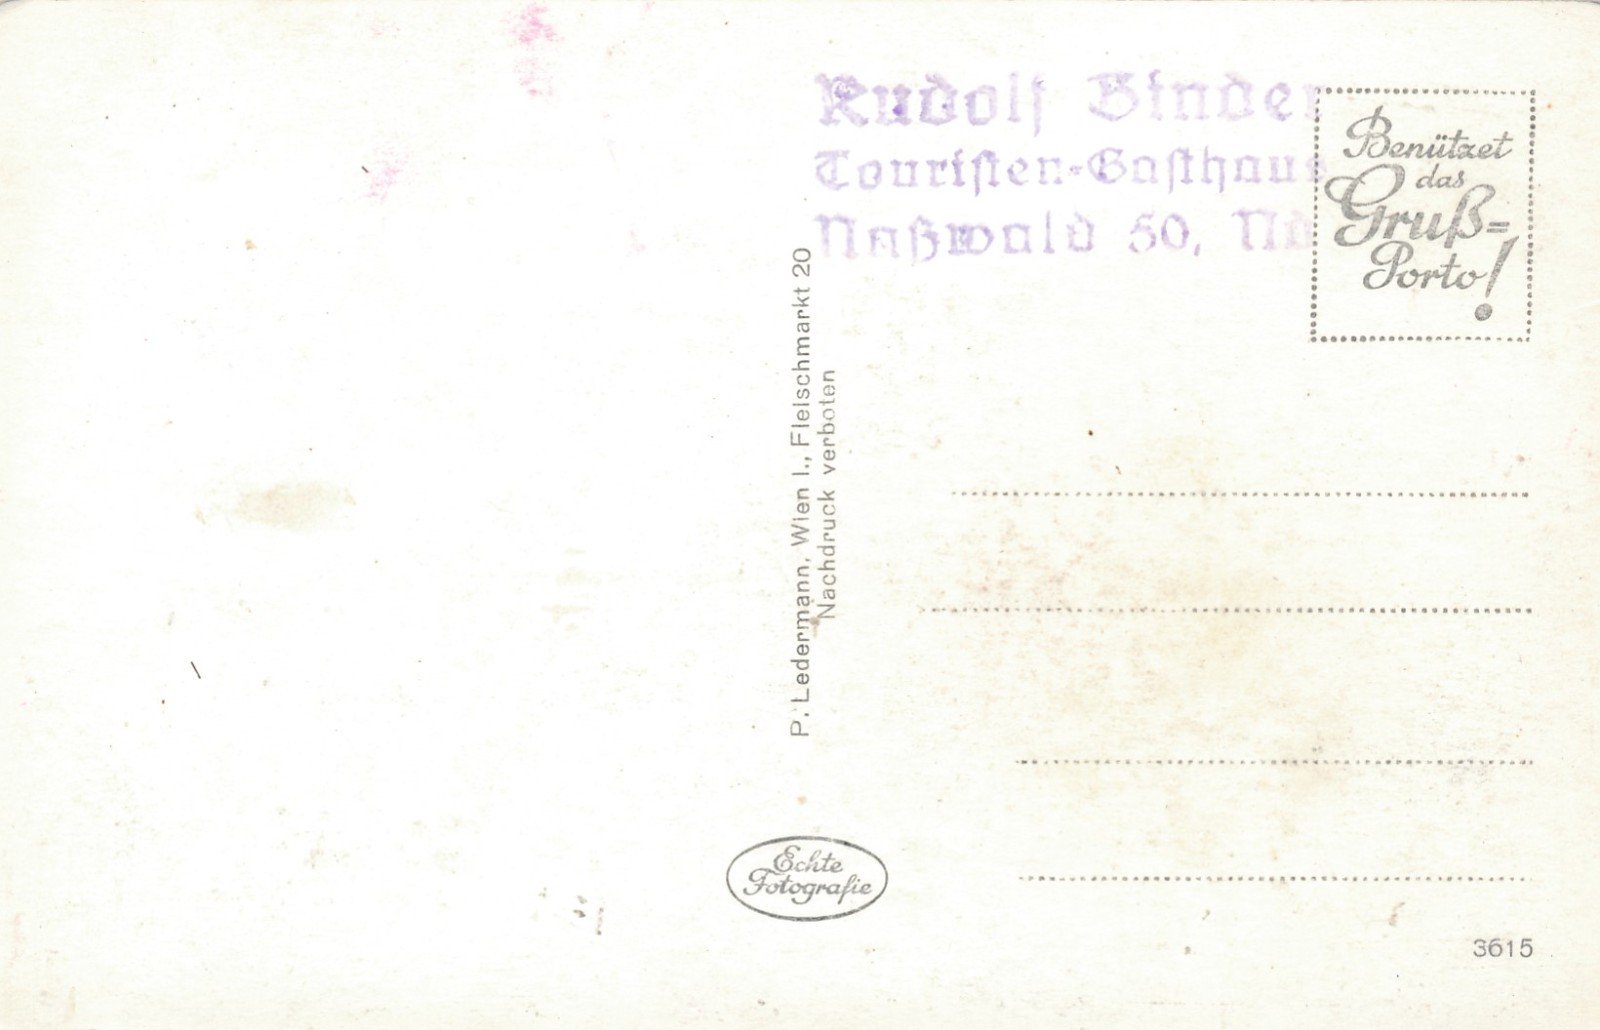 Rudolf Binder
Touristen-Gasthaus
Naßwald 50,
Benützet
das
Gruß=
Porto!
P. Ledermann, Wien I., Fleischmarkt 20
Nachdruck verboten
Echte
Fotografie
3615